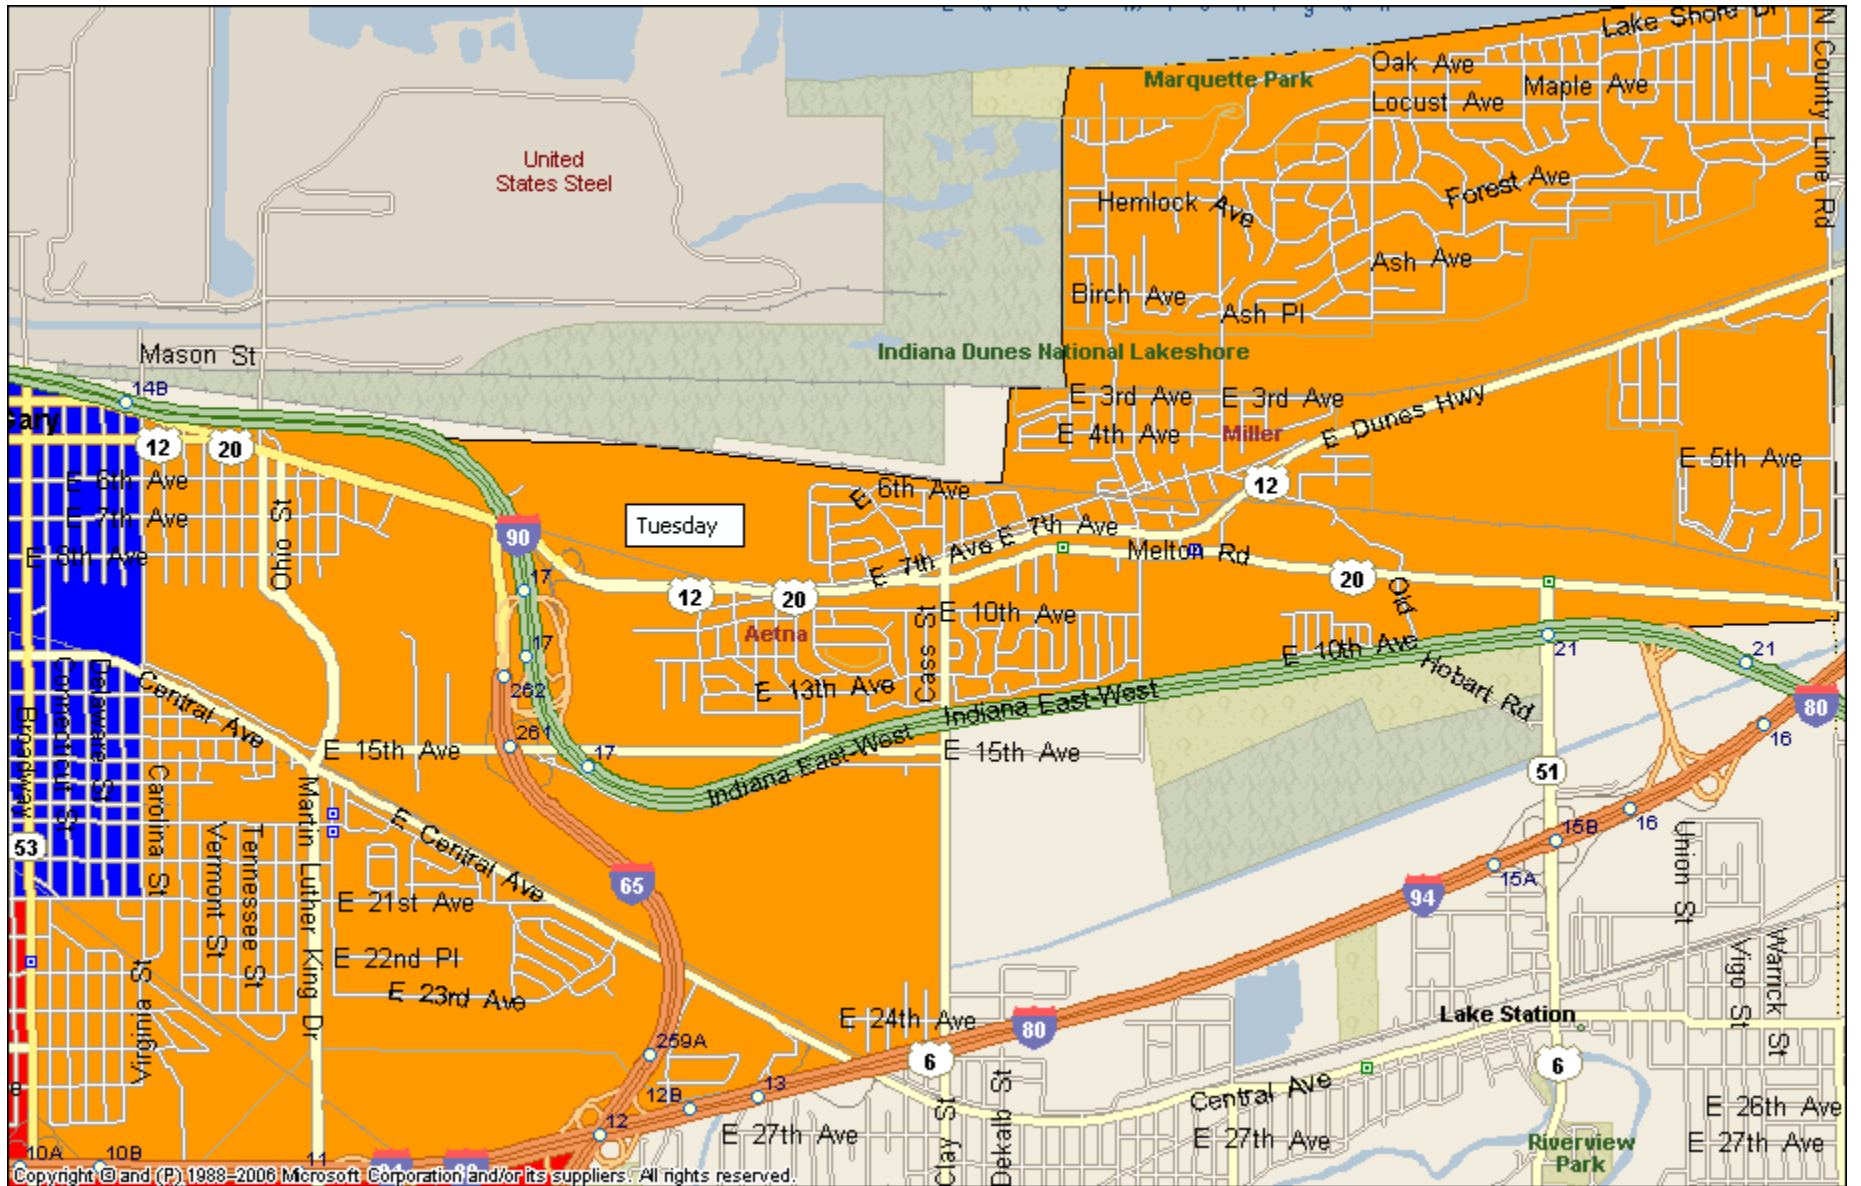 Lake Michigan
Lake Shore Dr
N County Line Rd
Oak Ave
Marquette Park
Maple Ave
Locust Ave
United
States Steel
Forest Ave
Hemlock Ave
Ash Ave
Birch Ave
Ash Pl
Mason St
Indiana Dunes National Lakeshore
14B
E 3rd Ave
E 3rd Ave
E Dunes Hwy
Gary
12
20
E 4th Ave
Miller
E 5th Ave
E 6th Ave
12
E 6th Ave
Ohio St
Tuesday
E 7th Ave
90
E 7th Ave
E 7th Ave
Melton Rd
E 8th Ave
17
12
20
20
Old
Hobart Rd
Cass St
E 10th Ave
Aetna
17
E 10th Ave
21
21
262
E 13th Ave
Central Ave
Delaware St
Connecticut St
Broadway
Indiana East-West
Indiana East-West
80
16
261
E 15th Ave
17
E 15th Ave
51
Carolina St
Martin Luther King Dr
E Central Ave
Vermont St
Tennessee St
53
16
15B
Union St
65
15A
94
E 21st Ave
E 22nd Pl
Virginia St
E 23rd Ave
Vigo St
Warrick St
E 24th Ave
80
Lake Station
259A
6
6
13
12B
Central Ave
12
Clay St
Dekalb St
E 26th Ave
E 27th Ave
E 27th Ave
E 27th Ave
Riverview
Park
10A
10B
11
94
80
Copyright © and (P) 1988–2006 Microsoft Corporation and/or its suppliers. All rights reserved.